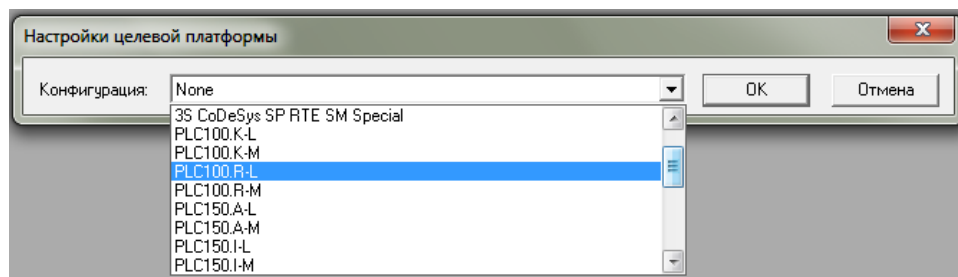 Настройки целевой платформы
Конфигурация: None OK Отмена
3S CoDeSys SP RTE SM Special
PLC100.K-L
PLC100.K-M
PLC100.R-L
PLC100.R-M
PLC150.A-L
PLC150.A-M
PLC150.I-L
PLC150.I-M